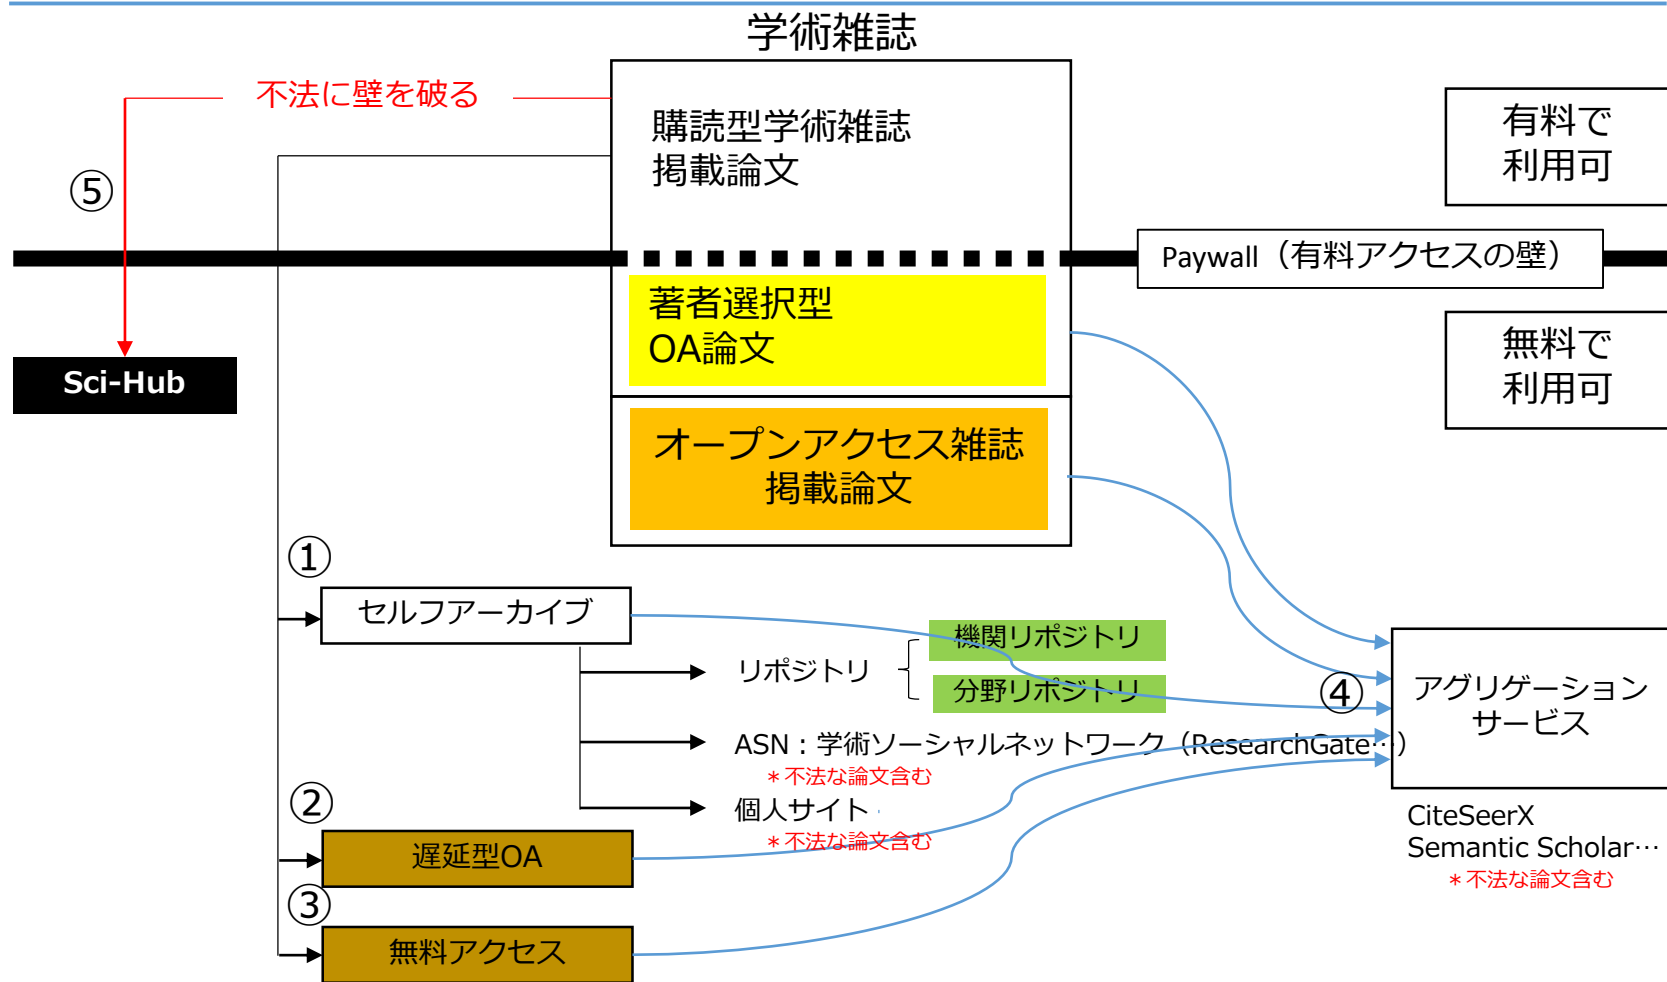 学術雑誌
不法に壁を破る
購読型学術雑誌
掲載論文
有料で
利用可
⑤
Paywall（有料アクセスの壁）
著者選択型
OA論文
無料で
利用可
Sci-Hub
オープンアクセス雑誌
掲載論文
①
セルフアーカイブ
機関リポジトリ
リポジトリ
分野リポジトリ
④
アグリゲーション
サービス
ASN：学術ソーシャルネットワーク（ResearchGate…）
＊不法な論文含む
②
個人サイト
＊不法な論文含む
CiteSeerX
Semantic Scholar…
＊不法な論文含む
遅延型OA
③
無料アクセス